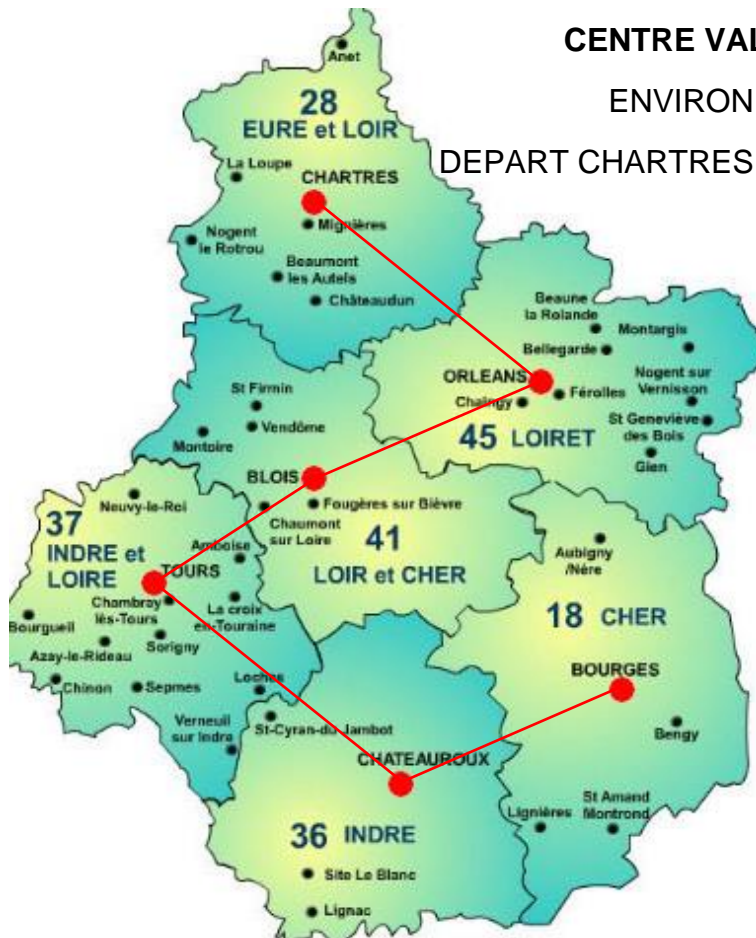 CENTRE VAL
ENVIRON
DEPART CHARTRES
Anet
28
EURE et LOIR
La Loupe
CHARTRES
Mignières
Nogent
le Rotrou
Beaumont
les Autels
Châteaudun
Beaune
la Rolande
Montargis
Bellegarde
ORLEANS
Nogent sur
Vernisson
Chaingy
Férolles
St Geneviève
des Bois
45 LOIRET
Gien
St Firmin
Vendôme
Montoire
BLOIS
Fougères sur Bièvre
Chaumont
sur Loire
41
LOIR et CHER
Neuvy-le-Roi
37
INDRE et
LOIRE
Amboise
TOURS
Chambray
lès-Tours
La croix
en-Touraine
Bourgueil
Sorigny
Azay-le-Rideau
Chinon
Sepmes
Loches
Verneuil
sur Indre
Aubigny
/Nère
18 CHER
BOURGES
Bengy
St-Cyran-du Jambot
CHATEAUROUX
Lignières
St Amand
Montrond
36 INDRE
Site Le Blanc
Lignac